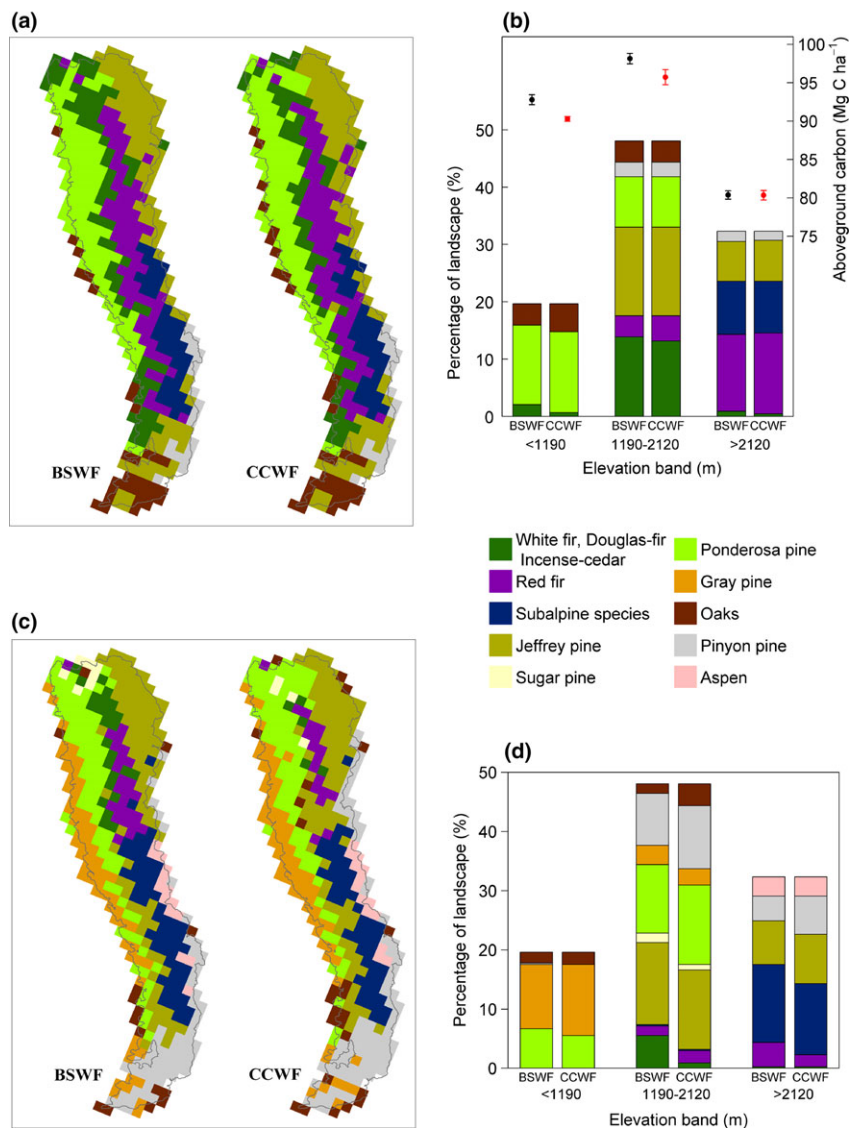 (a)
BSWF
CCWF
(b)
Percentage of landscape (%)
0
10
20
30
40
50
Aboveground carbon (Mg C ha⁻¹)
100
95
90
85
80
75
BSWF CCWF BSWF CCWF BSWF CCWF
<1190 1190-2120 >2120
Elevation band (m)
White fir, Douglas-fir
Incense-cedar
Red fir
Subalpine species
Jeffrey pine
Sugar pine
Ponderosa pine
Gray pine
Oaks
Pinyon pine
Aspen
(c)
BSWF
CCWF
(d)
Percentage of landscape (%)
50
40
30
20
10
0
BSWF CCWF BSWF CCWF BSWF CCWF
<1190 1190-2120 >2120
Elevation band (m)